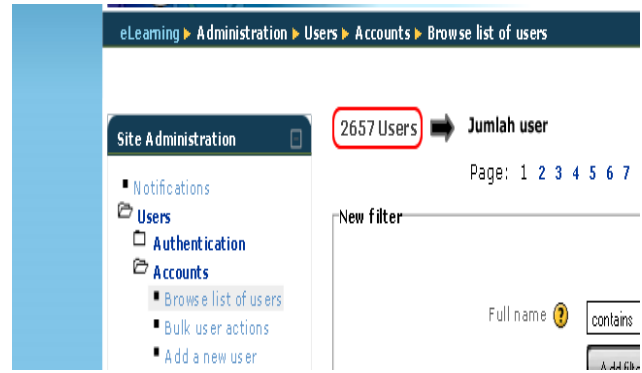 eLearning ► Administration ► Users ► Accounts ► Browse list of users
Site Administration
2657 Users
Jumlah user
Page: 1 2 3 4 5 6 7
Notifications
Users
Authentication
Accounts
Browse list of users
Bulk user actions
Add a new user
New filter
Full name
contains
Add filte